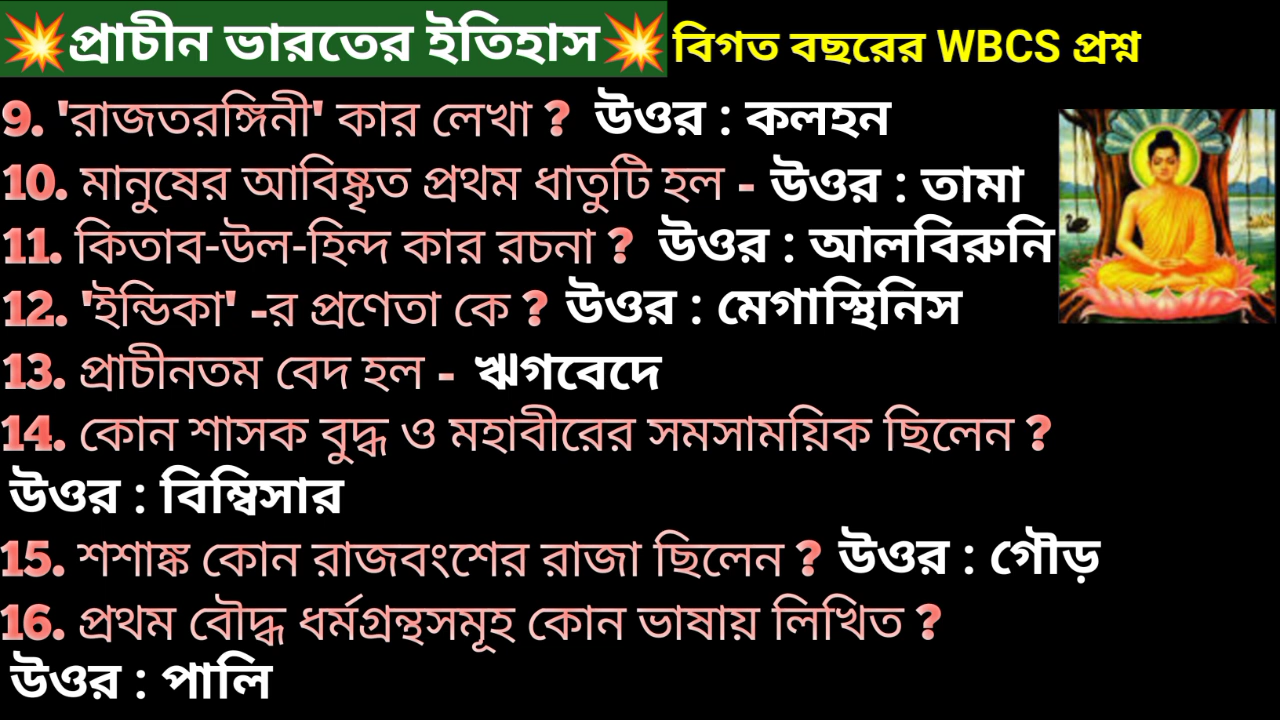 💥প্রাচীন ভারতের ইতিহাস💥 বিগত বছরের WBCS প্রশ্ন
9. 'রাজতরঙ্গিনী' কার লেখা ? উওর : কলহন
10. মানুষের আবিষ্কৃত প্রথম ধাতুটি হল - উওর : তামা
11. কিতাব-উল-হিন্দ কার রচনা ? উওর : আলবিরুনি
12. 'ইন্ডিকা' -র প্রণেতা কে ? উওর : মেগাস্থিনিস
13. প্রাচীনতম বেদ হল - ঋগবেদে
14. কোন শাসক বুদ্ধ ও মহাবীরের সমসাময়িক ছিলেন ?
উওর : বিম্বিসার
15. শশাঙ্ক কোন রাজবংশের রাজা ছিলেন ? উওর : গৌড়
16. প্রথম বৌদ্ধ ধর্মগ্রন্থসমূহ কোন ভাষায় লিখিত ?
উওর : পালি